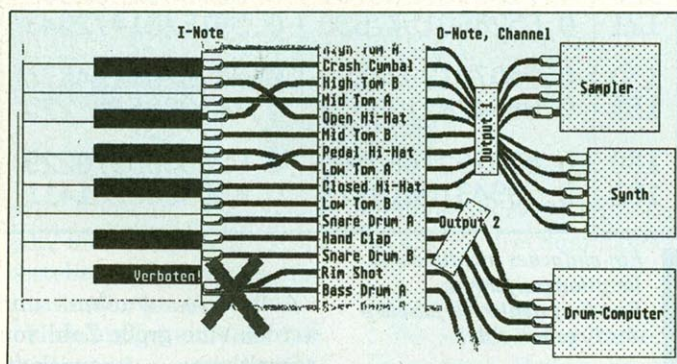 I-Note
O-Note, Channel
High Tom A
Crash Cymbal
High Tom B
Mid Tom A
Open Hi-Hat
Mid Tom B
Pedal Hi-Hat
Low Tom A
Closed Hi-Hat
Low Tom B
Snare Drum A
Hand Clap
Snare Drum B
Rim Shot
Bass Drum A
Verboten!
Output 1
Output 2
Sampler
Synth
Drum-Computer